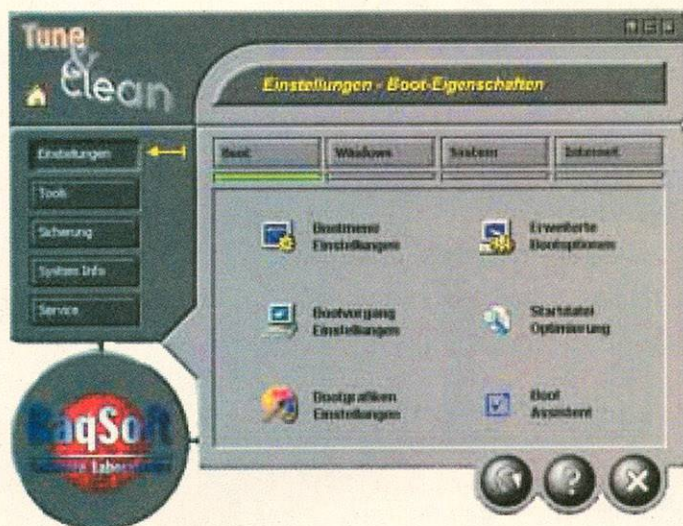 Tune
&
Clean
Einstellungen - Boot-Eigenschaften
Einstellungen
Tools
Sicherung
System Info
Service
Boot
Windows
System
Internet
Bootmenü
Einstellungen
Erweiterte
Bootoptionen
Bootvorgang
Einstellungen
Startdatei
Optimierung
Bootgrafiken
Einstellungen
Boot
Assistent
BaqSoft
?